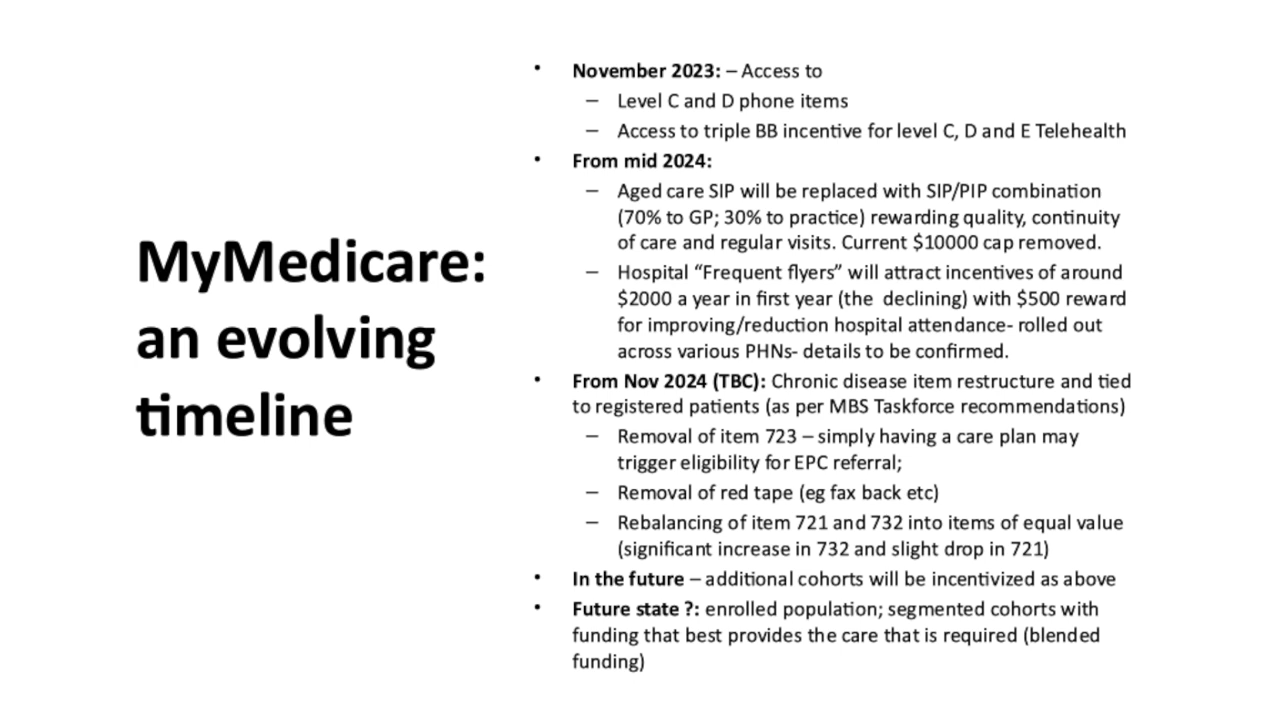 MyMedicare:
an evolving
timeline
• November 2023: – Access to
– Level C and D phone items
– Access to triple BB incentive for level C, D and E Telehealth
• From mid 2024:
– Aged care SIP will be replaced with SIP/PIP combination
(70% to GP; 30% to practice) rewarding quality, continuity
of care and regular visits. Current $10000 cap removed.
– Hospital “Frequent flyers” will attract incentives of around
$2000 a year in first year (the  declining) with $500 reward
for improving/reduction hospital attendance- rolled out
across various PHNs- details to be confirmed.
• From Nov 2024 (TBC): Chronic disease item restructure and tied
to registered patients (as per MBS Taskforce recommendations)
– Removal of item 723 – simply having a care plan may
trigger eligibility for EPC referral;
– Removal of red tape (eg fax back etc)
– Rebalancing of item 721 and 732 into items of equal value
(significant increase in 732 and slight drop in 721)
• In the future – additional cohorts will be incentivized as above
• Future state ?: enrolled population; segmented cohorts with
funding that best provides the care that is required (blended
funding)